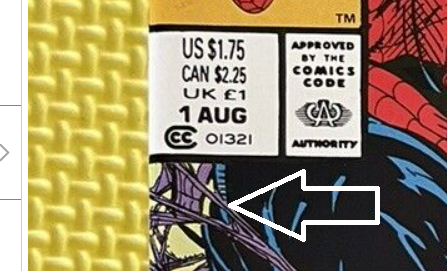 TM
US $1.75
CAN $2.25
UK £1
1 AUG
CC 01321
APPROVED
BY THE
COMICS
CODE
CA
AUTHORITY